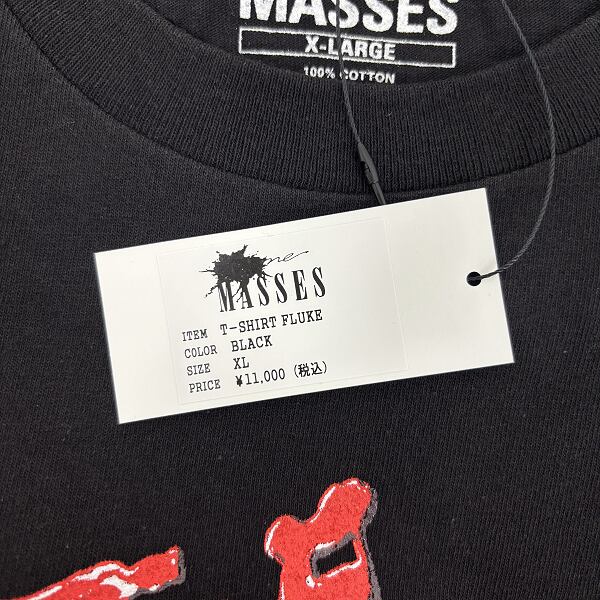 MASSES
X-LARGE
100% COTTON
MASSES
ITEM T-SHIRT FLUKE
COLOR BLACK
SIZE XL
PRICE ¥11,000 (税込)